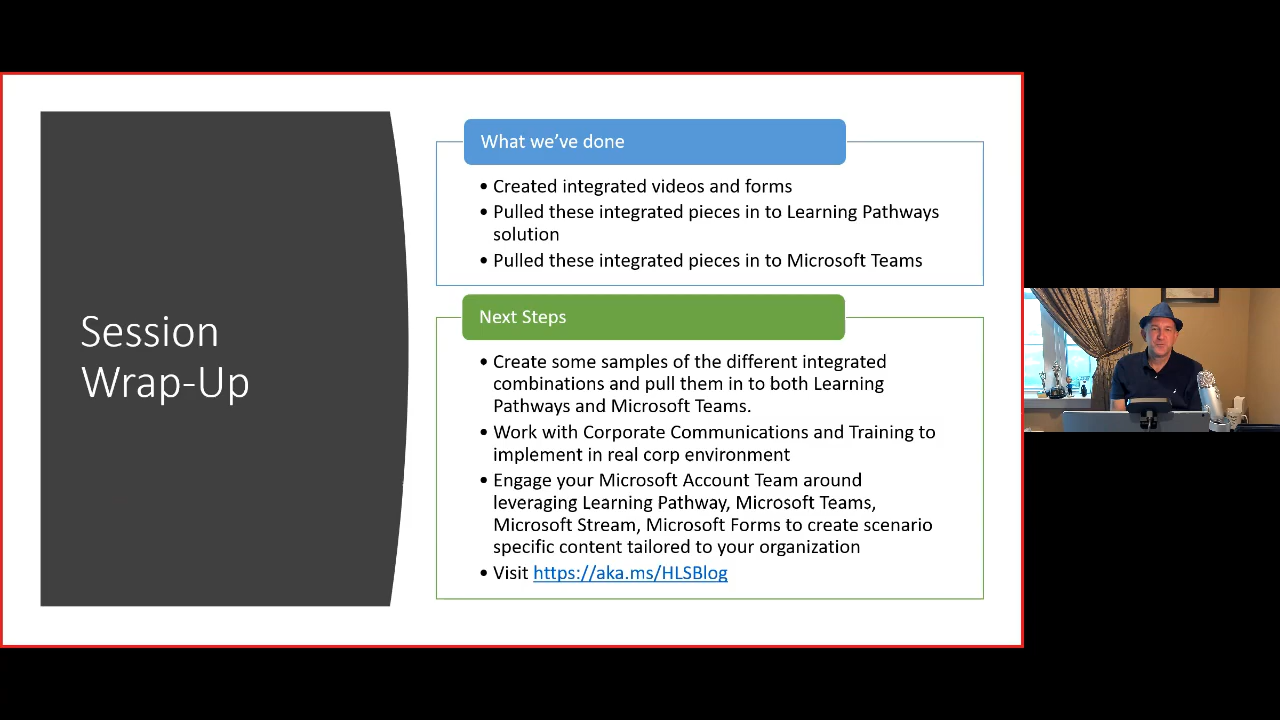 Session
Wrap-Up
What we've done
• Created integrated videos and forms
• Pulled these integrated pieces in to Learning Pathways
solution
• Pulled these integrated pieces in to Microsoft Teams
Next Steps
• Create some samples of the different integrated
combinations and pull them in to both Learning
Pathways and Microsoft Teams.
• Work with Corporate Communications and Training to
implement in real corp environment
• Engage your Microsoft Account Team around
leveraging Learning Pathway, Microsoft Teams,
Microsoft Stream, Microsoft Forms to create scenario
specific content tailored to your organization
• Visit https://aka.ms/HLSBlog